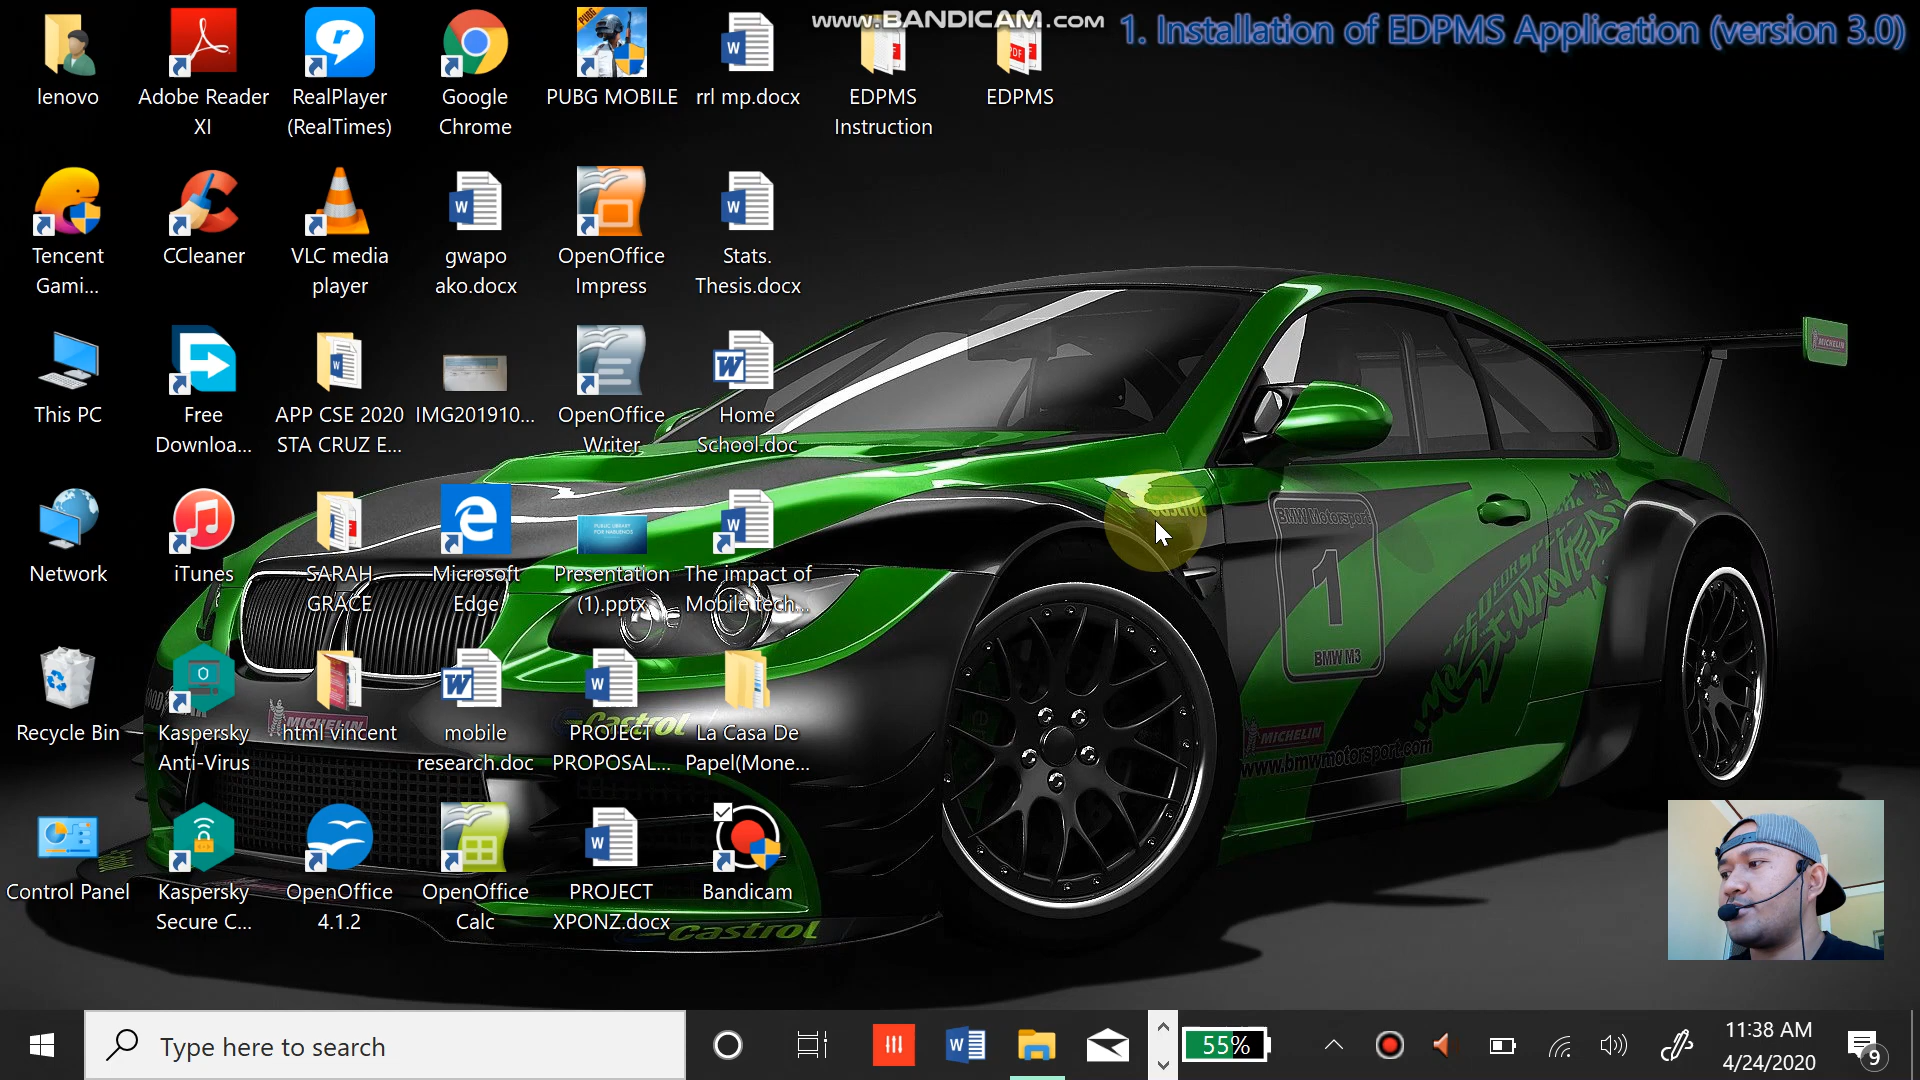 www.BANDICAM.com
1. Installation of EDPMS Application (version 3.0)
lenovo
Adobe Reader
XI
RealPlayer
(RealTimes)
Google
Chrome
PUBG MOBILE
rrl mp.docx
EDPMS
Instruction
EDPMS
Tencent
Gami...
CCleaner
VLC media
player
gwapo
ako.docx
OpenOffice
Impress
Stats.
Thesis.docx
This PC
Free
Downloa...
APP CSE 2020
STA CRUZ E...
IMG201910...
OpenOffice
Writer
Home
School.doc
Network
iTunes
SARAH
GRACE
Microsoft
Edge
Presentation
(1).pptx
The impact of
Mobile tech...
Recycle Bin
Kaspersky
Anti-Virus
html vincent
mobile
research.doc
PROJECT
PROPOSAL...
La Casa De
Papel(Mone...
Control Panel
Kaspersky
Secure C...
OpenOffice
4.1.2
OpenOffice
Calc
PROJECT
XPONZ.docx
Bandicam
MICHELIN
Castrol
BMW Motorsport
1
BMW M3
MICHELIN
www.bmwmotorsport.com
MICHELIN
Castrol
Castrol
Type here to search
55%
11:38 AM
4/24/2020
9